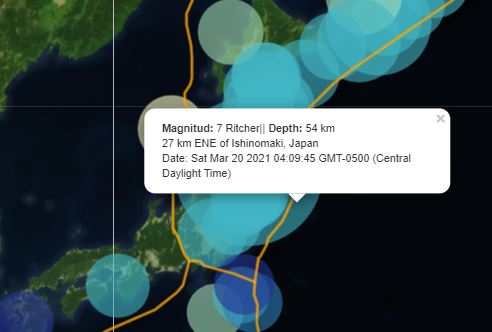 ×
Magnitud: 7 Ritcher|| Depth: 54 km
27 km ENE of Ishinomaki, Japan
Date: Sat Mar 20 2021 04:09:45 GMT-0500 (Central
Daylight Time)